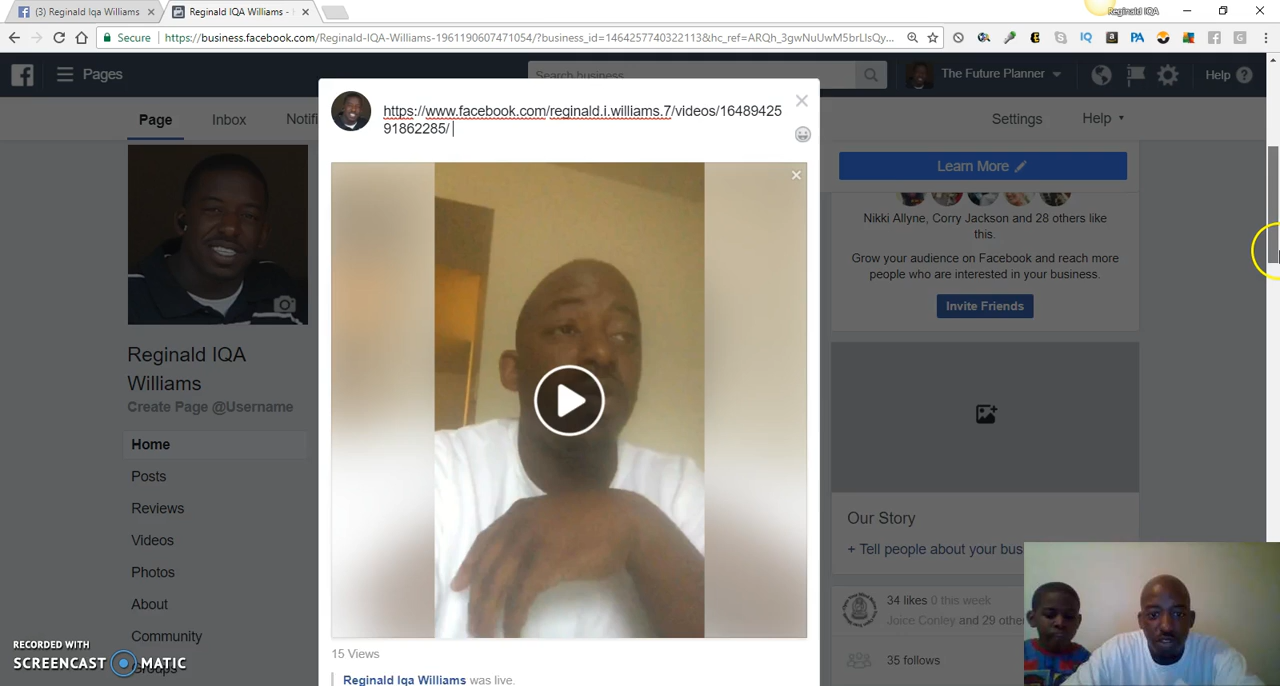 (3) Reginald Iqa Williams
Reginald IQA Williams -
Reginald IQA
Secure
https://business.facebook.com/Reginald-IQA-Williams-1961190607471054/?business_id=1464257740322113&hc_ref=ARQh_3gwNuUwM5brLIsQy...
Pages
Search business
The Future Planner
Help
Page
Inbox
Notifi
Settings
Help
https://www.facebook.com/reginald.i.williams.7/videos/16489425
91862285/
Learn More
Nikki Allyne, Corry Jackson and 28 others like
this.
Grow your audience on Facebook and reach more
people who are interested in your business.
Invite Friends
Reginald IQA
Williams
Create Page @Username
Home
Posts
Reviews
Videos
Photos
About
Community
Our Story
+ Tell people about your bus
34 likes 0 this week
Joice Conley and 29 other
35 follows
15 Views
Reginald Iqa Williams was live.
RECORDED WITH
SCREENCAST MATIC